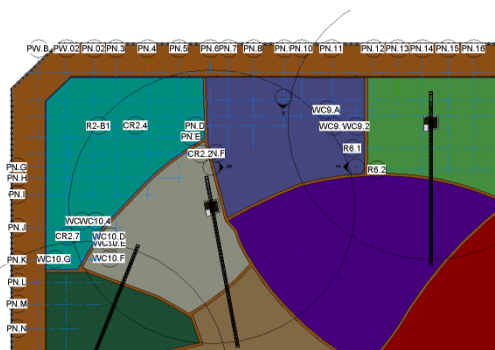 PW.B PW.02 PN.02 PN.3 PN.4 PN.5 PN.6 PN.7 PN.8 PN.9 PN.10 PN.11 PN.12 PN.13 PN.14 PN.15 PN.16
WC9.A
R2-B1 CR2.4 PN.D WC9. WC9.2
PN.E
R6.1
CR2.2 N.F
PN.G
R6.2
PN.H
PN.I
WC WC10.4
PN.J
CR2.7 WC10.D
WC10.E
PN.K WC10.G WC10.F
PN.L
PN.M
PN.N